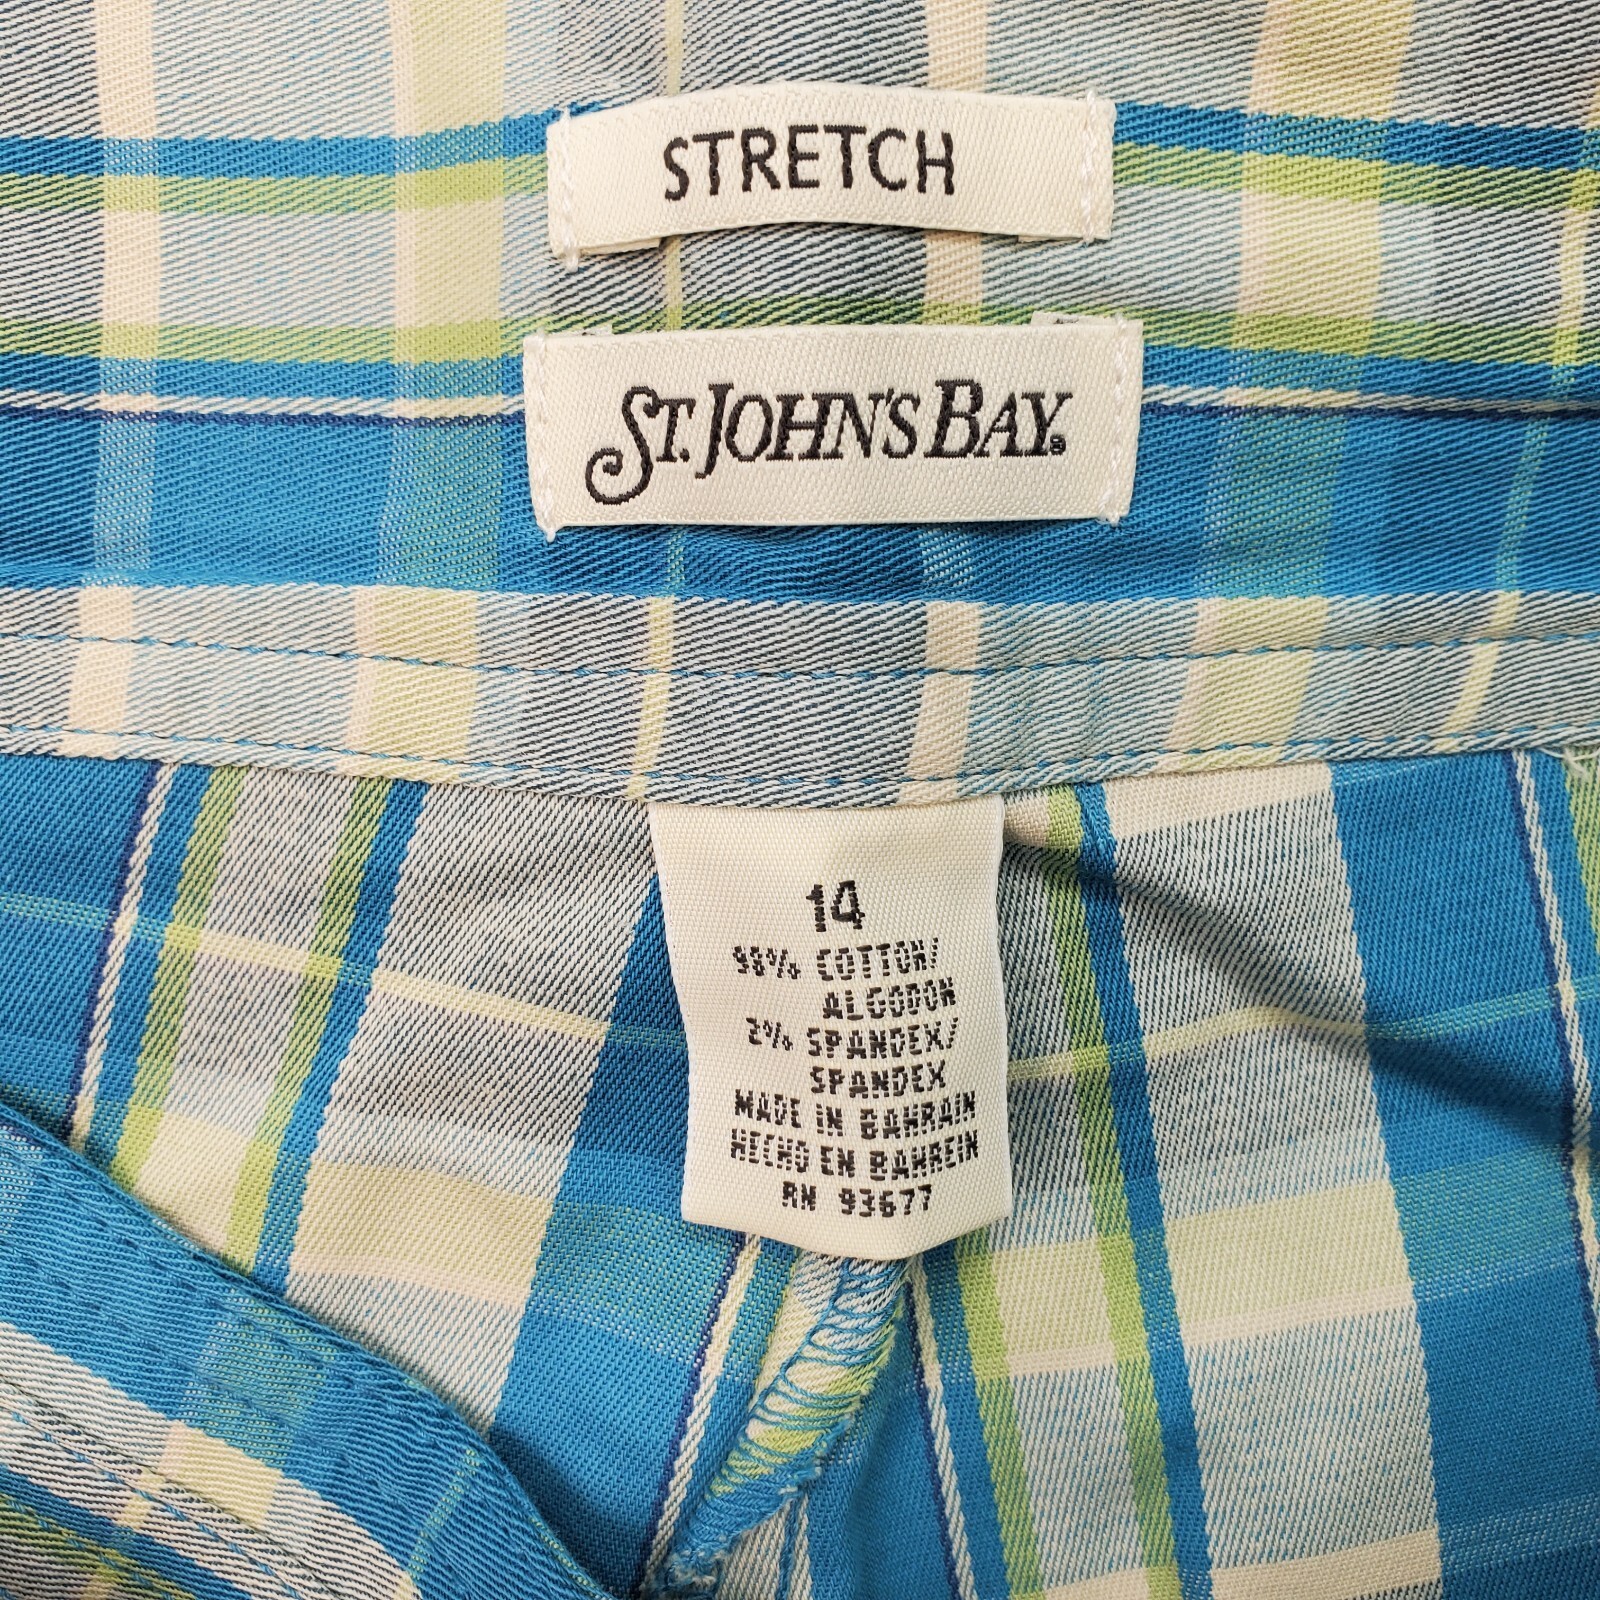 STRETCH
ST. JOHN'S BAY®
14
98% COTTON/
ALGODON
2% SPANDEX/
SPANDEX
MADE IN BAHRAIN
HECHO EN BAHREIN
RN 93677